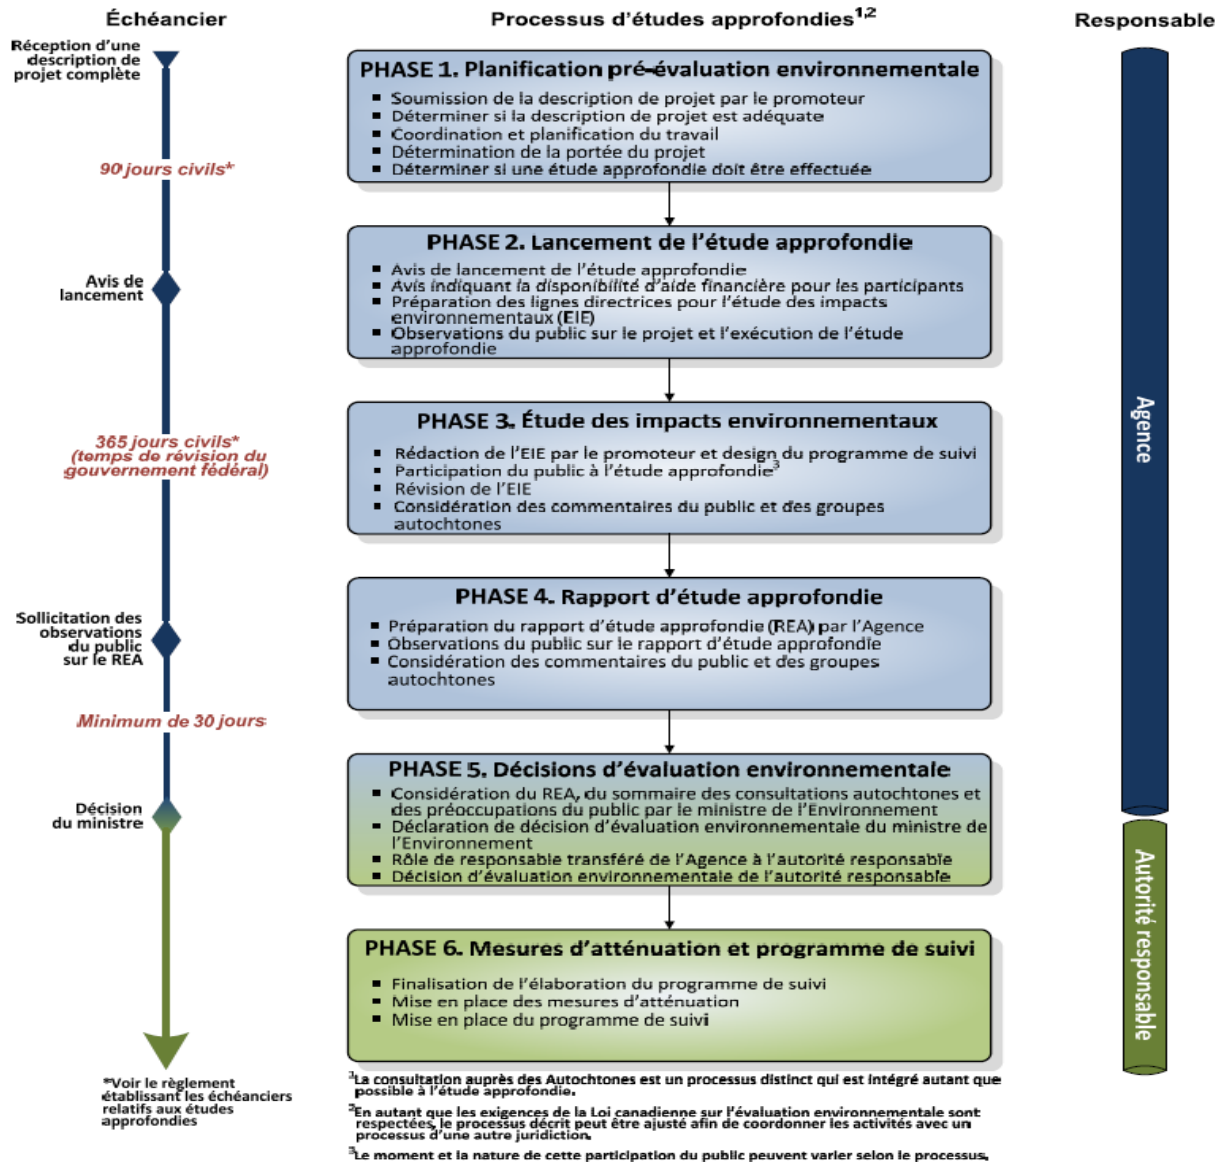 Échéancier
Processus d'études approfondies1,2
Responsable
Réception d'une
description de
projet complète
90 jours civils*
Avis de
lancement
365 jours civils*
(temps de révision du
gouvernement fédéral)
Sollicitation des
observations
du public
sur le REA
Minimum de 30 jours
Décision
du ministre
*Voir le règlement
établissant les échéanciers
relatifs aux études
approfondies
PHASE 1. Planification pré-évaluation environnementale
▪ Soumission de la description de projet par le promoteur
▪ Déterminer si la description de projet est adéquate
▪ Coordination et planification du travail
▪ Détermination de la portée du projet
▪ Déterminer si une étude approfondie doit être effectuée
PHASE 2. Lancement de l'étude approfondie
▪ Avis de lancement de l'étude approfondie
▪ Avis indiquant la disponibilité d'aide financière pour les participants
▪ Préparation des lignes directrices pour l'étude des impacts
environnementaux (EIE)
▪ Observations du public sur le projet et l'exécution de l'étude
approfondie
PHASE 3. Étude des impacts environnementaux
▪ Rédaction de l'EIE par le promoteur et design du programme de suivi
▪ Participation du public à l'étude approfondie3
▪ Révision de l'EIE
▪ Considération des commentaires du public et des groupes
autochtones
PHASE 4. Rapport d'étude approfondie
▪ Préparation du rapport d'étude approfondie (REA) par l'Agence
▪ Observations du public sur le rapport d'étude approfondie
▪ Considération des commentaires du public et des groupes
autochtones
PHASE 5. Décisions d'évaluation environnementale
▪ Considération du REA, du sommaire des consultations autochtones et
des préoccupations du public par le ministre de l'Environnement
▪ Déclaration de décision d'évaluation environnementale du ministre de
l'Environnement
▪ Rôle de responsable transféré de l'Agence à l'autorité responsable
▪ Décision d'évaluation environnementale de l'autorité responsable
PHASE 6. Mesures d'atténuation et programme de suivi
▪ Finalisation de l'élaboration du programme de suivi
▪ Mise en place des mesures d'atténuation
▪ Mise en place du programme de suivi
1La consultation auprès des Autochtones est un processus distinct qui est intégré autant que
possible à l'étude approfondie.
2En autant que les exigences de la Loi canadienne sur l'évaluation environnementale sont
respectées, le processus décrit peut être ajusté afin de coordonner les activités avec un
processus d'une autre juridiction.
3Le moment et la nature de cette participation du public peuvent varier selon le processus.
Agence
Autorité responsable